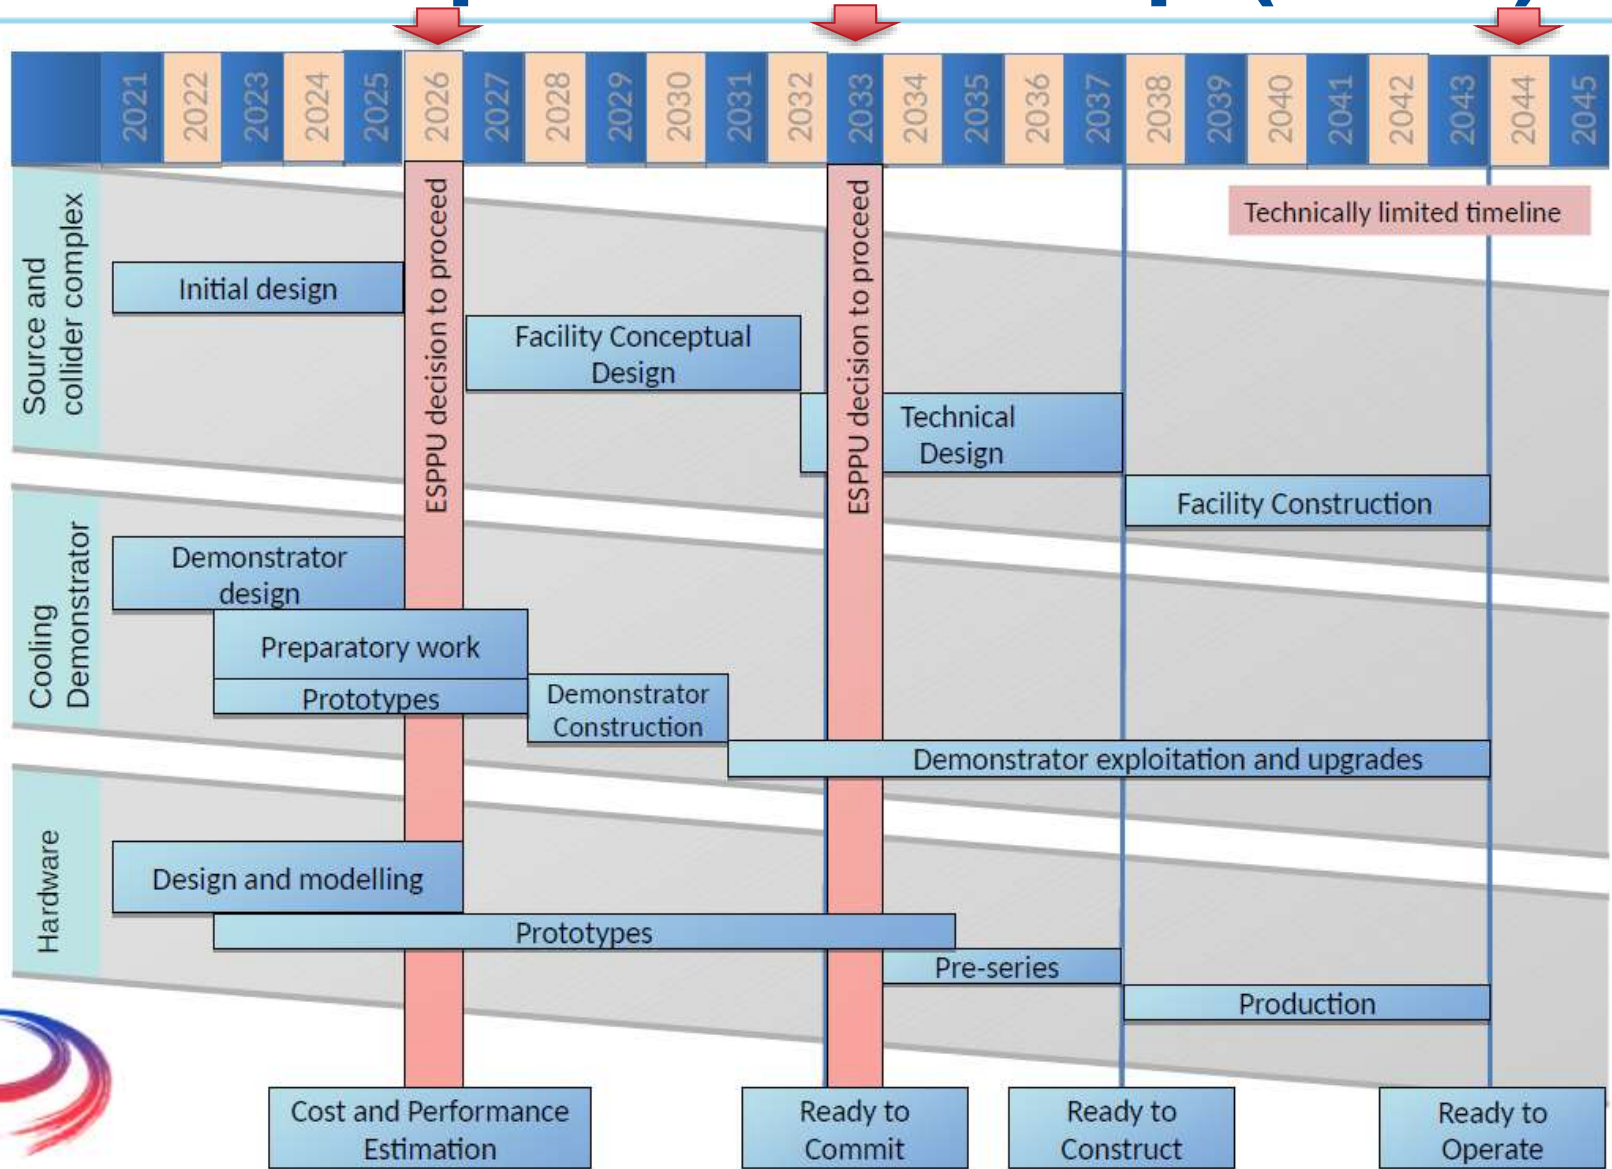 2021 2022 2023 2024 2025 2026 2027 2028 2029 2030 2031 2032 2033 2034 2035 2036 2037 2038 2039 2040 2041 2042 2043 2044 2045
Technically limited timeline
Source and
collider complex
ESPPU decision to proceed
ESPPU decision to proceed
Initial design
Facility Conceptual
Design
Technical
Design
Facility Construction
Cooling
Demonstrator
Demonstrator
design
Preparatory work
Prototypes
Demonstrator
Construction
Demonstrator exploitation and upgrades
Hardware
Design and modelling
Prototypes
Pre-series
Production
Cost and Performance
Estimation
Ready to
Commit
Ready to
Construct
Ready to
Operate